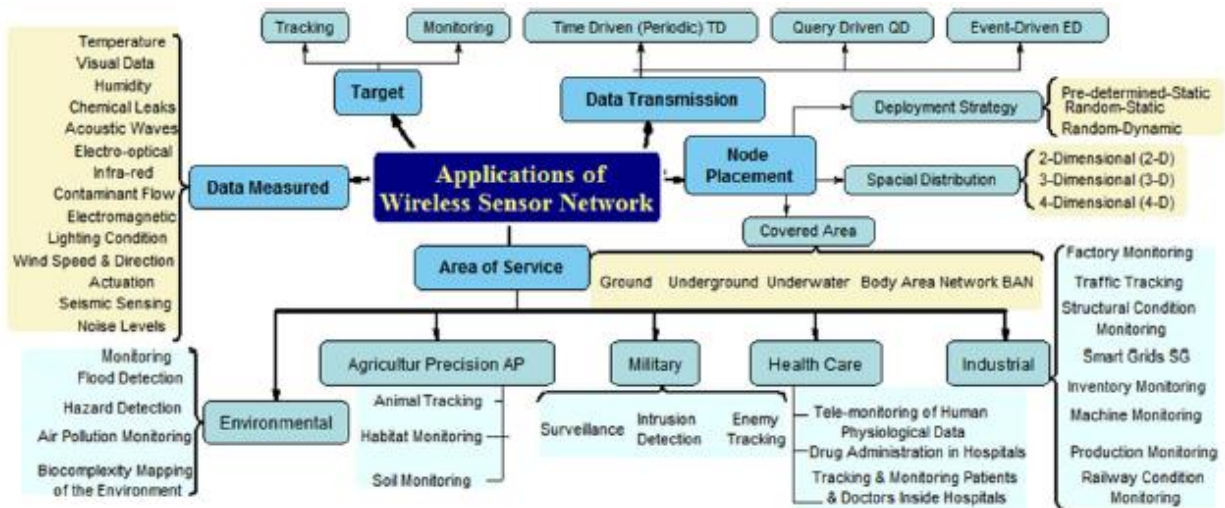 Tracking
Monitoring
Time Driven (Periodic) TD
Query Driven QD
Event-Driven ED
Temperature
Visual Data
Humidity
Chemical Leaks
Acoustic Waves
Electro-optical
Infra-red
Contaminant Flow
Electromagnetic
Lighting Condition
Wind Speed & Direction
Actuation
Seismic Sensing
Noise Levels
Target
Data Transmission
Data Measured
Applications of
Wireless Sensor Network
Node
Placement
Deployment Strategy
Pre-determined-Static
Random-Static
Random-Dynamic
Spacial Distribution
2-Dimensional (2-D)
3-Dimensional (3-D)
4-Dimensional (4-D)
Covered Area
Ground
Underground
Underwater
Body Area Network BAN
Area of Service
Environmental
Monitoring
Flood Detection
Hazard Detection
Air Pollution Monitoring
Biocomplexity Mapping
of the Environment
Agricultur Precision AP
Animal Tracking
Habitat Monitoring
Soil Monitoring
Military
Surveillance
Intrusion
Detection
Enemy
Tracking
Health Care
Tele-monitoring of Human
Physiological Data
Drug Administration in Hospitals
Tracking & Monitoring Patients
& Doctors Inside Hospitals
Industrial
Factory Monitoring
Traffic Tracking
Structural Condition
Monitoring
Smart Grids SG
Inventory Monitoring
Machine Monitoring
Production Monitoring
Railway Condition
Monitoring